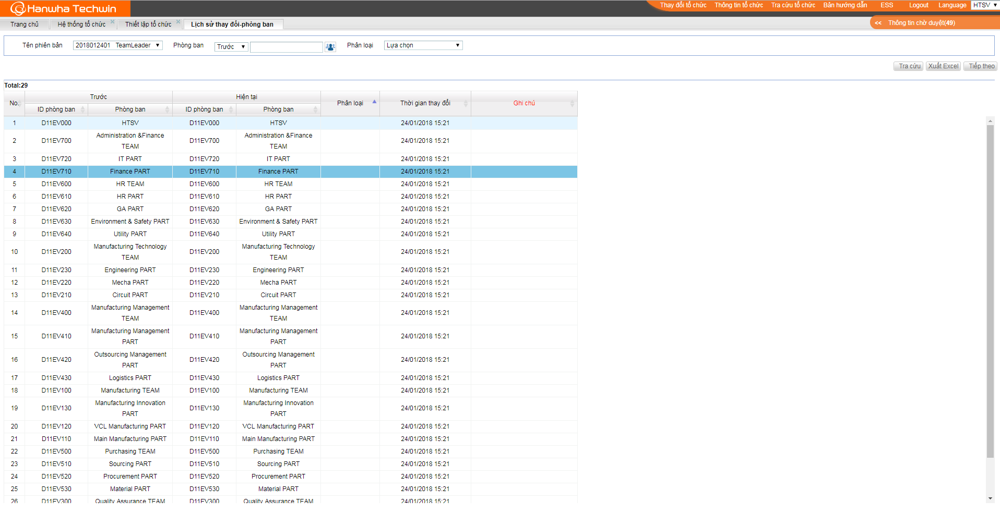 Hanwha Techwin
Thay đổi tổ chức Thông tin tổ chức Tra cứu tổ chức Bản hướng dẫn ESS Logout Language HTSV
Trang chủ Hệ thống tổ chức Thiết lập tổ chức Lịch sử thay đổi-phòng ban
<< Thông tin chờ duyệt(49)
Tên phiên bản 2018012401 TeamLeader Phòng ban Trước Phân loại Lựa chọn
Tra cứu Xuất Excel Tiếp theo
Total:29
No. Trước Hiện tại Phân loại Thời gian thay đổi Ghi chú
ID phòng ban Phòng ban ID phòng ban Phòng ban
1 D11EV000 HTSV D11EV000 HTSV 24/01/2018 15:21
2 D11EV700 Administration &Finance TEAM D11EV700 Administration &Finance TEAM 24/01/2018 15:21
3 D11EV720 IT PART D11EV720 IT PART 24/01/2018 15:21
4 D11EV710 Finance PART D11EV710 Finance PART 24/01/2018 15:21
5 D11EV600 HR TEAM D11EV600 HR TEAM 24/01/2018 15:21
6 D11EV610 HR PART D11EV610 HR PART 24/01/2018 15:21
7 D11EV620 GA PART D11EV620 GA PART 24/01/2018 15:21
8 D11EV630 Environment & Safety PART D11EV630 Environment & Safety PART 24/01/2018 15:21
9 D11EV640 Utility PART D11EV640 Utility PART 24/01/2018 15:21
10 D11EV200 Manufacturing Technology TEAM D11EV200 Manufacturing Technology TEAM 24/01/2018 15:21
11 D11EV230 Engineering PART D11EV230 Engineering PART 24/01/2018 15:21
12 D11EV220 Mecha PART D11EV220 Mecha PART 24/01/2018 15:21
13 D11EV210 Circuit PART D11EV210 Circuit PART 24/01/2018 15:21
14 D11EV400 Manufacturing Management TEAM D11EV400 Manufacturing Management TEAM 24/01/2018 15:21
15 D11EV410 Manufacturing Management PART D11EV410 Manufacturing Management PART 24/01/2018 15:21
16 D11EV420 Outsourcing Management PART D11EV420 Outsourcing Management PART 24/01/2018 15:21
17 D11EV430 Logistics PART D11EV430 Logistics PART 24/01/2018 15:21
18 D11EV100 Manufacturing TEAM D11EV100 Manufacturing TEAM 24/01/2018 15:21
19 D11EV130 Manufacturing Innovation PART D11EV130 Manufacturing Innovation PART 24/01/2018 15:21
20 D11EV120 VCL Manufacturing PART D11EV120 VCL Manufacturing PART 24/01/2018 15:21
21 D11EV110 Main Manufacturing PART D11EV110 Main Manufacturing PART 24/01/2018 15:21
22 D11EV500 Purchasing TEAM D11EV500 Purchasing TEAM 24/01/2018 15:21
23 D11EV510 Sourcing PART D11EV510 Sourcing PART 24/01/2018 15:21
24 D11EV520 Procurement PART D11EV520 Procurement PART 24/01/2018 15:21
25 D11EV530 Material PART D11EV530 Material PART 24/01/2018 15:21
26 D11EV300 Quality Assurance TEAM D11EV300 Quality Assurance TEAM 24/01/2018 15:21